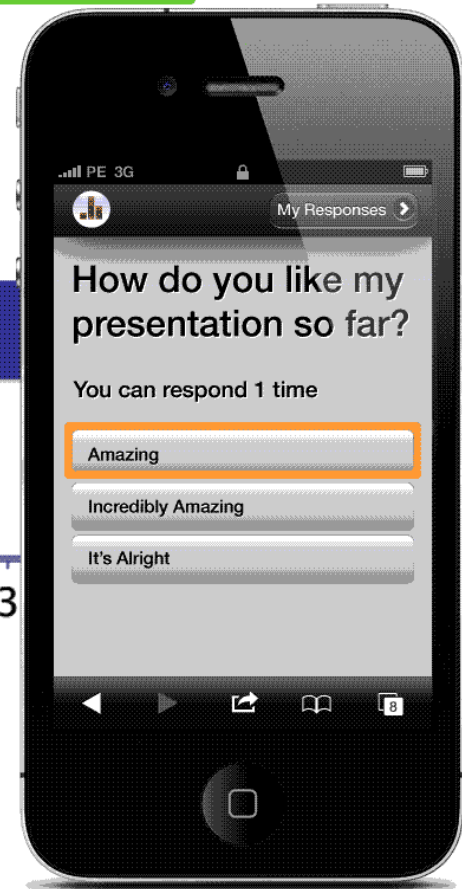 PE 3G
My Responses
How do you like my
presentation so far?
You can respond 1 time
Amazing
Incredibly Amazing
It's Alright
3
8